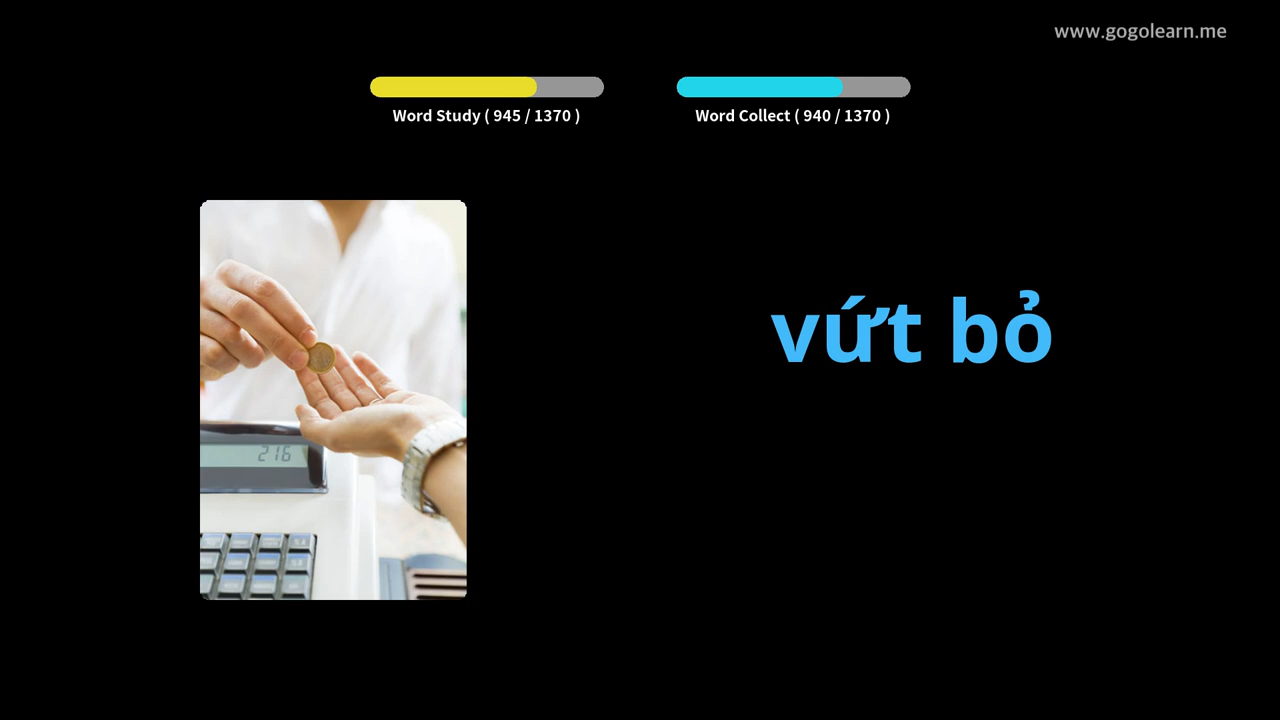 www.gogolearn.me
Word Study ( 945 / 1370 )
Word Collect ( 940 / 1370 )
216
vứt bỏ